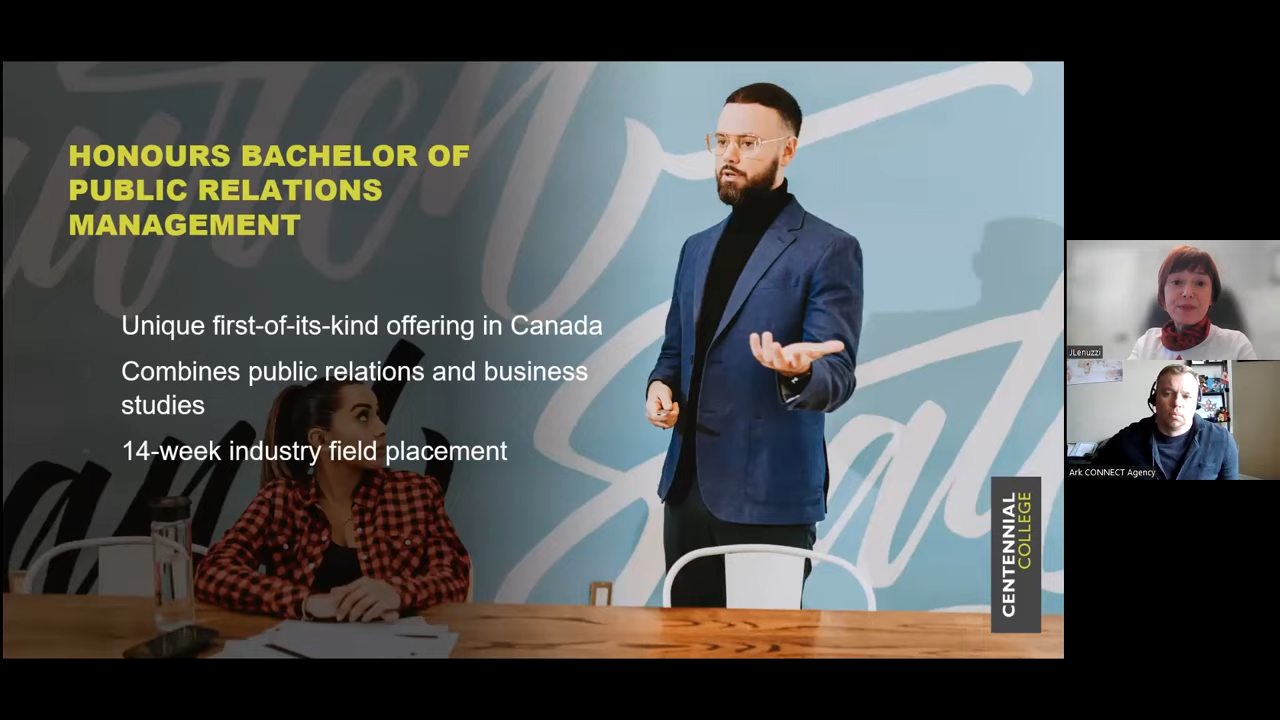 HONOURS BACHELOR OF
PUBLIC RELATIONS
MANAGEMENT
Unique first-of-its-kind offering in Canada
Combines public relations and business
studies
14-week industry field placement
CENTENNIAL
COLLEGE
JLenuzzi
Ark CONNECT Agency